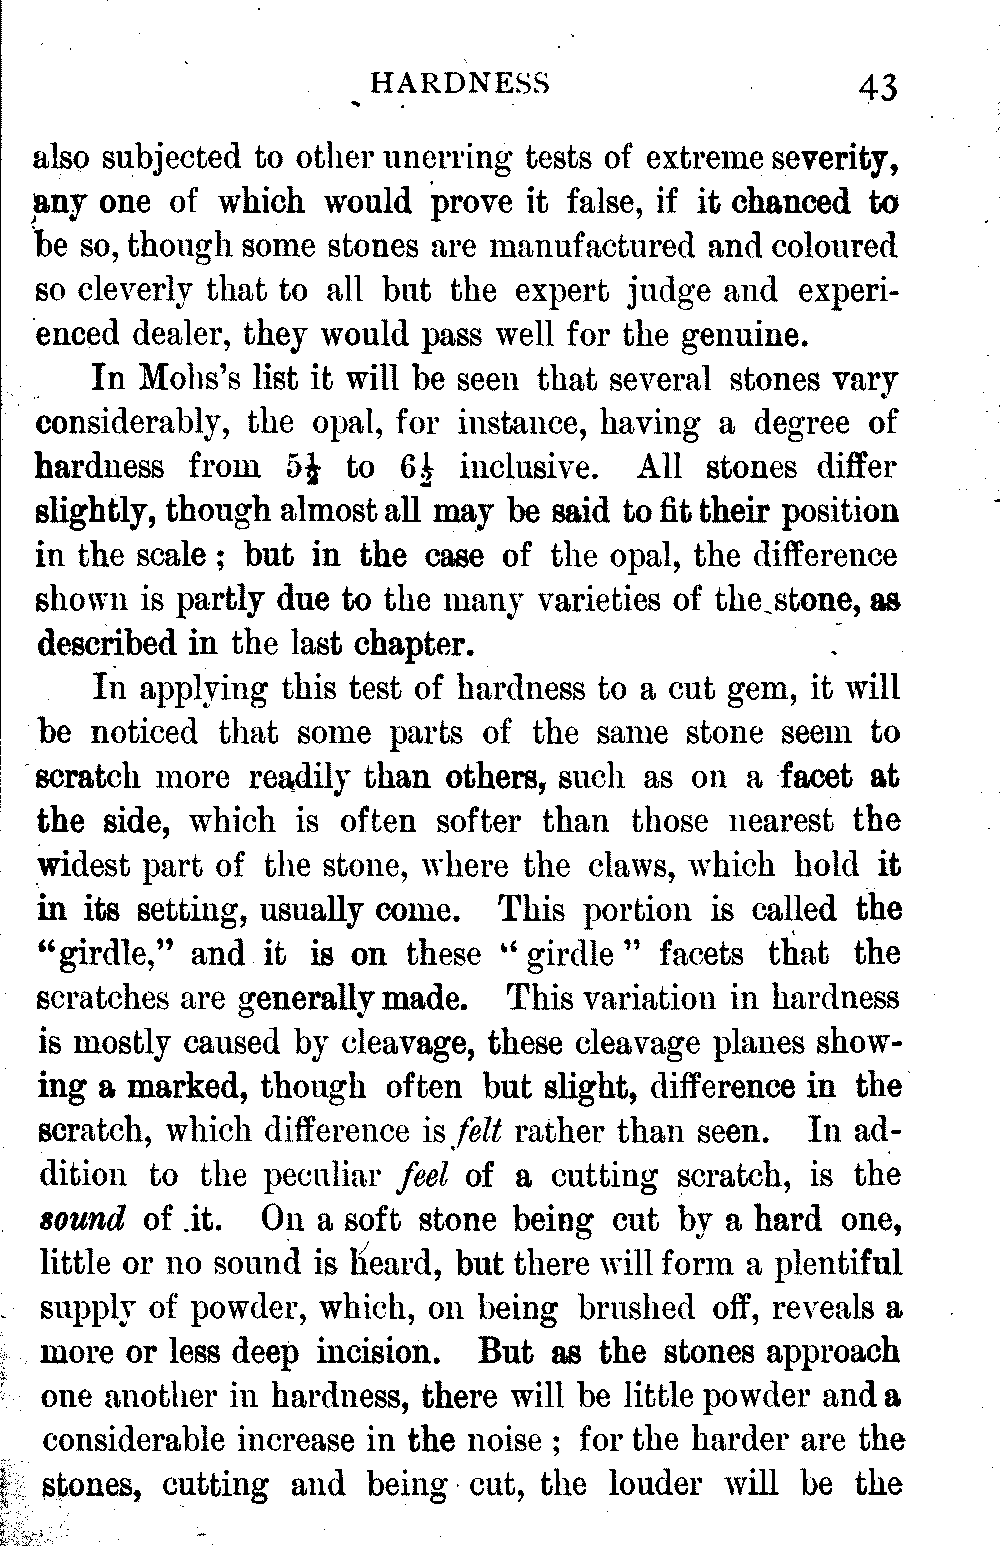 HARDNESS 43
also subjected to other unerring tests of extreme severity,
any one of which would prove it false, if it chanced to
be so, though some stones are manufactured and coloured
so cleverly that to all but the expert judge and experi-
enced dealer, they would pass well for the genuine.
In Mohs's list it will be seen that several stones vary
considerably, the opal, for instance, having a degree of
hardness from 5½ to 6½ inclusive. All stones differ
slightly, though almost all may be said to fit their position
in the scale ; but in the case of the opal, the difference
shown is partly due to the many varieties of the stone, as
described in the last chapter.
In applying this test of hardness to a cut gem, it will
be noticed that some parts of the same stone seem to
scratch more readily than others, such as on a facet at
the side, which is often softer than those nearest the
widest part of the stone, where the claws, which hold it
in its setting, usually come. This portion is called the
“girdle,” and it is on these “ girdle ” facets that the
scratches are generally made. This variation in hardness
is mostly caused by cleavage, these cleavage planes show-
ing a marked, though often but slight, difference in the
scratch, which difference is felt rather than seen. In ad-
dition to the peculiar feel of a cutting scratch, is the
sound of it. On a soft stone being cut by a hard one,
little or no sound is heard, but there will form a plentiful
supply of powder, which, on being brushed off, reveals a
more or less deep incision. But as the stones approach
one another in hardness, there will be little powder and a
considerable increase in the noise ; for the harder are the
stones, cutting and being cut, the louder will be the